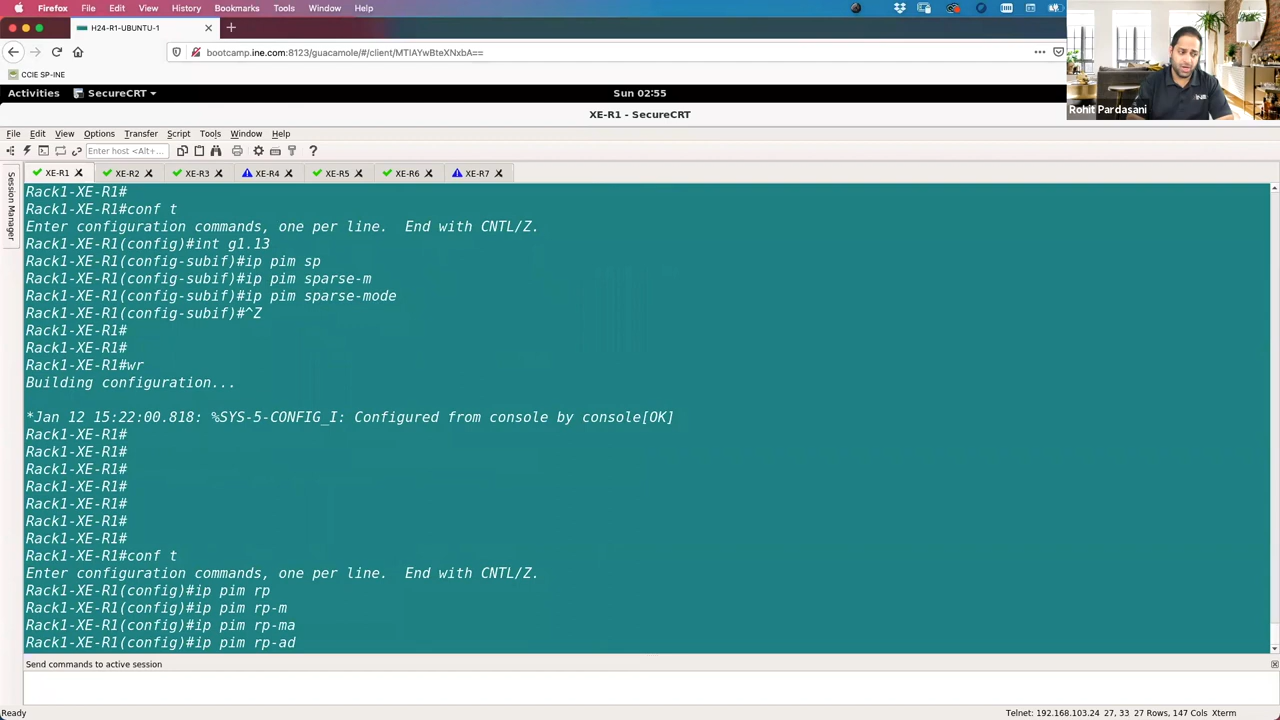 Firefox File Edit View History Bookmarks Tools Window Help
H24-R1-UBUNTU-1
bootcamp.ine.com:8123/guacamole/#/client/MTIAYwBteXNxbA==
CCIE SP-INE
Activities SecureCRT Sun 02:55
Rohit Pardasani
XE-R1 - SecureCRT
File Edit View Options Transfer Script Tools Window Help
Enter host <Alt+...
XE-R1 XE-R2 XE-R3 XE-R4 XE-R5 XE-R6 XE-R7
Session Manager
Rack1-XE-R1#
Rack1-XE-R1#conf t
Enter configuration commands, one per line. End with CNTL/Z.
Rack1-XE-R1(config)#int g1.13
Rack1-XE-R1(config-subif)#ip pim sp
Rack1-XE-R1(config-subif)#ip pim sparse-m
Rack1-XE-R1(config-subif)#ip pim sparse-mode
Rack1-XE-R1(config-subif)#^Z
Rack1-XE-R1#
Rack1-XE-R1#
Rack1-XE-R1#wr
Building configuration...
*Jan 12 15:22:00.818: %SYS-5-CONFIG_I: Configured from console by console[OK]
Rack1-XE-R1#
Rack1-XE-R1#
Rack1-XE-R1#
Rack1-XE-R1#
Rack1-XE-R1#
Rack1-XE-R1#
Rack1-XE-R1#
Rack1-XE-R1#conf t
Enter configuration commands, one per line. End with CNTL/Z.
Rack1-XE-R1(config)#ip pim rp
Rack1-XE-R1(config)#ip pim rp-m
Rack1-XE-R1(config)#ip pim rp-ma
Rack1-XE-R1(config)#ip pim rp-ad
Send commands to active session
Ready
Telnet: 192.168.103.24 27, 33 27 Rows, 147 Cols Xterm